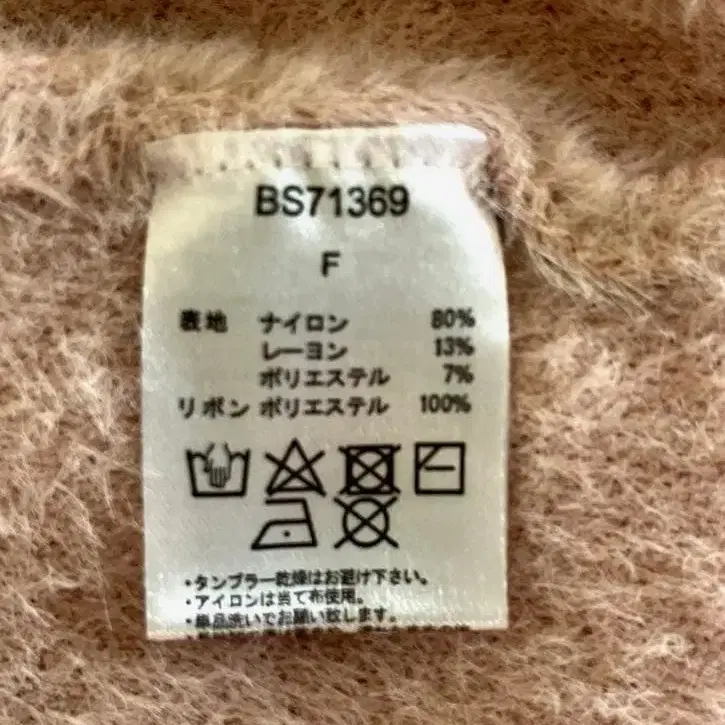 BS71369
F
表地 ナイロン 80%
レーヨン 13%
ポリエステル 7%
リボン ポリエステル 100%
・タンブラー乾燥はお避け下さい。
・アイロンは当て布使用。
・単品洗いでお願い致します。